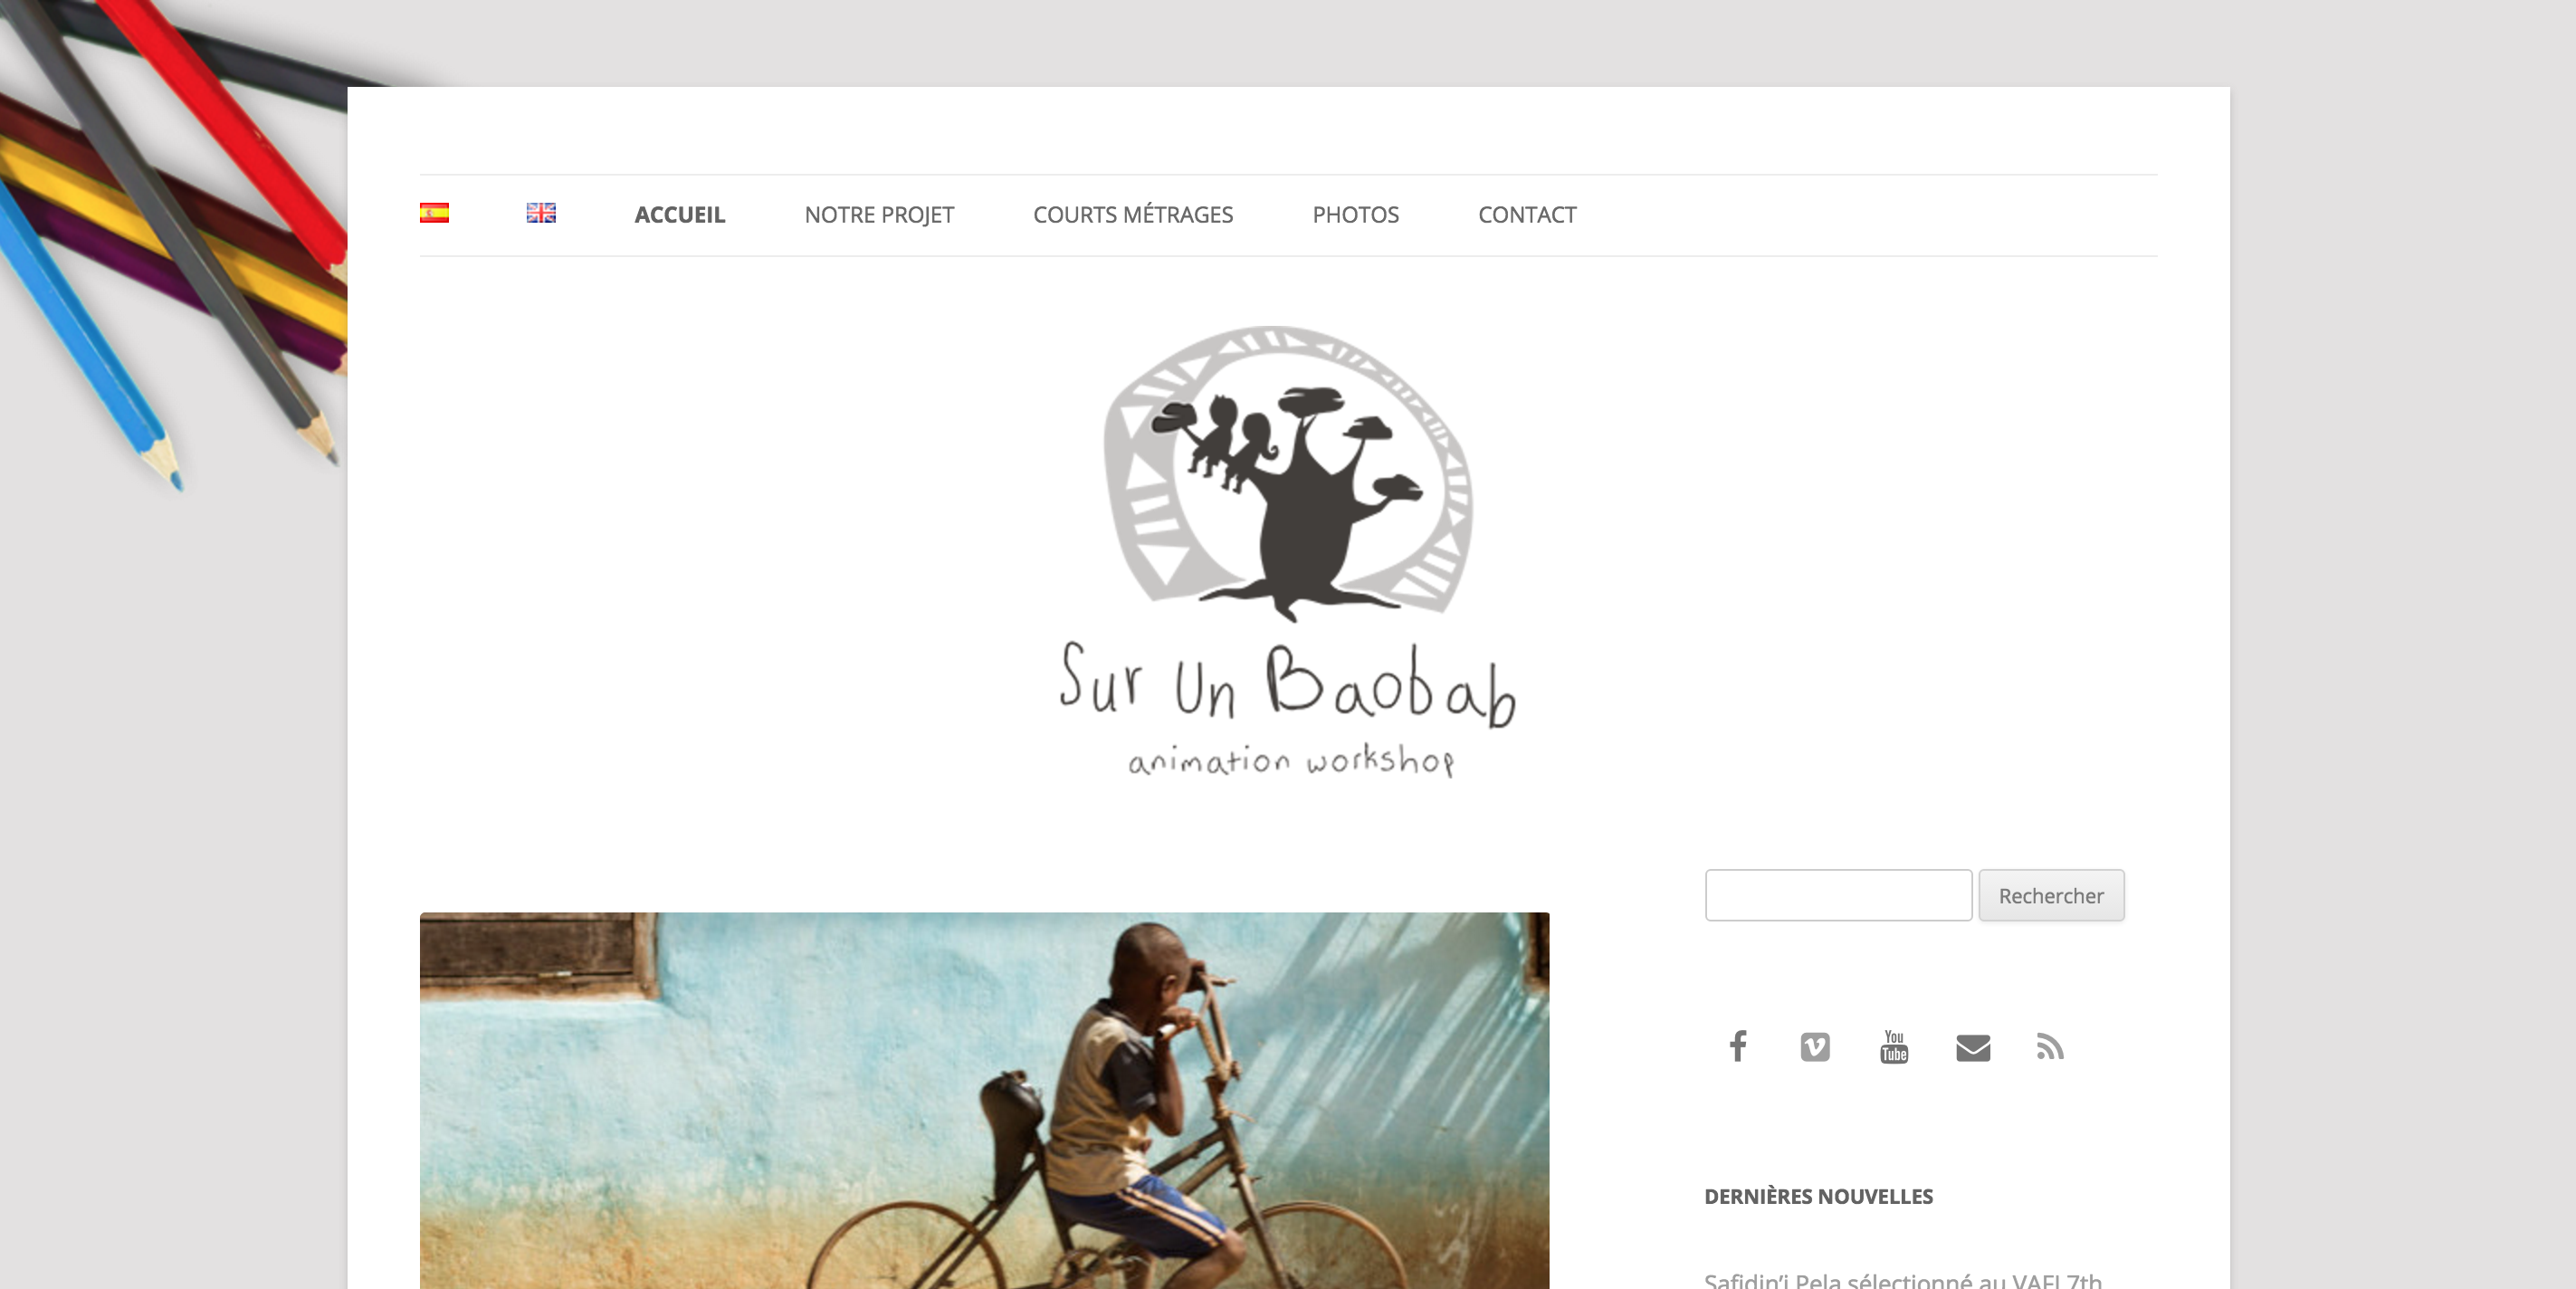 ACCUEIL NOTRE PROJET COURTS MÉTRAGES PHOTOS CONTACT
Sur Un Baobab
animation workshop
Rechercher
You
Tube
DERNIÈRES NOUVELLES
Safidin’i Pela sélectionné au VAFI 7th